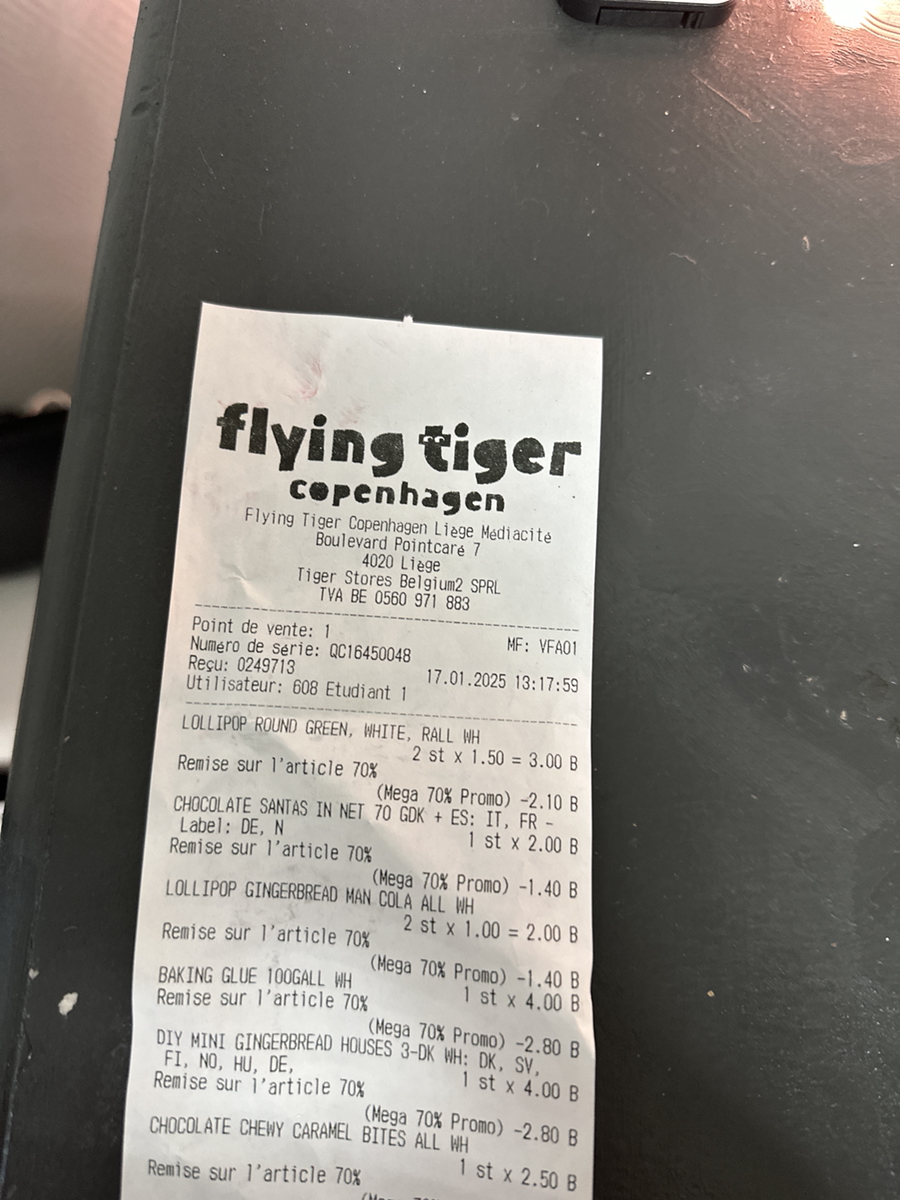 flying tiger
copenhagen
Flying Tiger Copenhagen Liège Médiacité
Boulevard Pointcaré 7
4020 Liège
Tiger Stores Belgium2 SPRL
TVA BE 0560 971 883
Point de vente: 1 MF: VFA01
Numéro de série: QC16450048
Reçu: 0249713 17.01.2025 13:17:59
Utilisateur: 608 Etudiant 1
LOLLIPOP ROUND GREEN, WHITE, RALL WH
2 st x 1.50 = 3.00 B
Remise sur l'article 70%
(Mega 70% Promo) -2.10 B
CHOCOLATE SANTAS IN NET 70 GDK + ES: IT, FR -
Label: DE, N 1 st x 2.00 B
Remise sur l'article 70%
(Mega 70% Promo) -1.40 B
LOLLIPOP GINGERBREAD MAN COLA ALL WH
2 st x 1.00 = 2.00 B
Remise sur l'article 70%
(Mega 70% Promo) -1.40 B
BAKING GLUE 100GALL WH 1 st x 4.00 B
Remise sur l'article 70%
(Mega 70% Promo) -2.80 B
DIY MINI GINGERBREAD HOUSES 3-DK WH: DK, SV,
FI, NO, HU, DE, 1 st x 4.00 B
Remise sur l'article 70%
(Mega 70% Promo) -2.80 B
CHOCOLATE CHEWY CARAMEL BITES ALL WH
1 st x 2.50 B
Remise sur l'article 70%